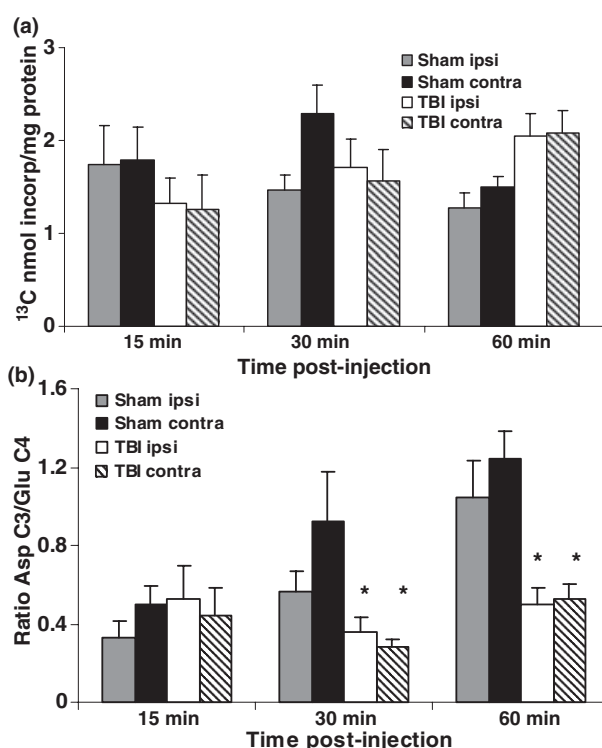 (a)
3
2
1
0
¹³C nmol incorp/mg protein
Sham ipsi
Sham contra
TBI ipsi
TBI contra
15 min 30 min 60 min
Time post-injection
(b)
1.6
1.2
0.8
0.4
0
Ratio Asp C3/Glu C4
Sham ipsi
Sham contra
TBI ipsi
TBI contra
* *
* *
15 min 30 min 60 min
Time post-injection